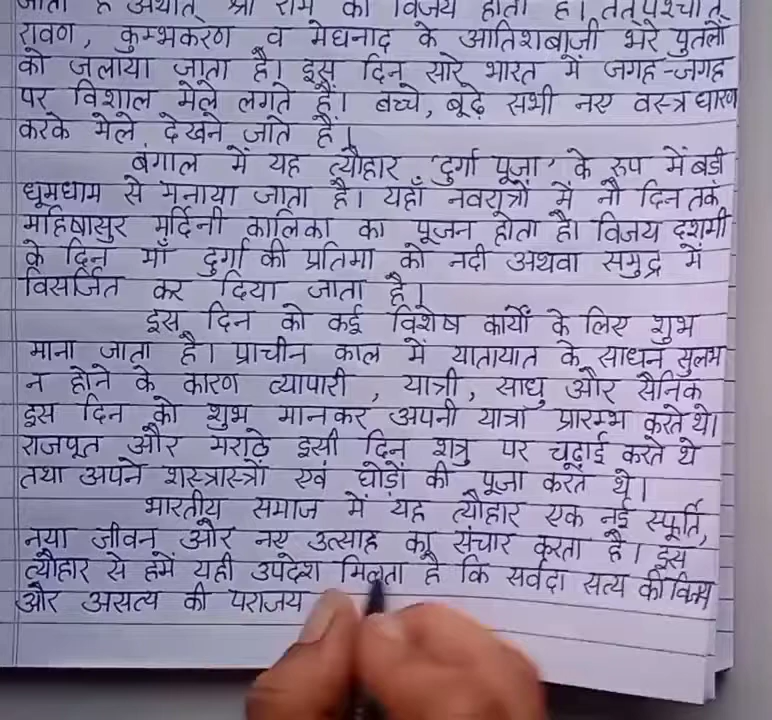 जाता है अर्थात् श्री राम की विजय होती है। तत्पश्चात्
रावण, कुम्भकरण व मेघनाद के आतिशबाजी भरे पुतलों
को जलाया जाता है। इस दिन सारे भारत में जगह-जगह
पर विशाल मेले लगते हैं। बच्चे, बूढ़े सभी नए वस्त्र धारण
करके मेले देखने जाते हैं।
बंगाल में यह त्यौहार 'दुर्गा पूजा' के रूप में बड़ी
धूमधाम से मनाया जाता है। यहाँ नवरात्रों में नौ दिन तक
महिषासुर मर्दिनी कालिका का पूजन होता है। विजय दशमी
के दिन माँ दुर्गा की प्रतिमा को नदी अथवा समुद्र में
विसर्जित कर दिया जाता है।
इस दिन को कई विशेष कार्यों के लिए शुभ
माना जाता है। प्राचीन काल में यातायात के साधन सुलभ
न होने के कारण व्यापारी, यात्री, साधु और सैनिक
इस दिन को शुभ मानकर अपनी यात्रा प्रारम्भ करते थे।
राजपूत और मराठे इसी दिन शत्रु पर चढ़ाई करते थे
तथा अपने शस्त्रास्त्रों एवं घोड़ों की पूजा करते थे।
भारतीय समाज में यह त्यौहार एक नई स्फूर्ति,
नया जीवन और नए उत्साह का संचार करता है। इस
त्यौहार से हमें यही उपदेश मिलता है कि सर्वदा सत्य की विजय
और असत्य की पराजय